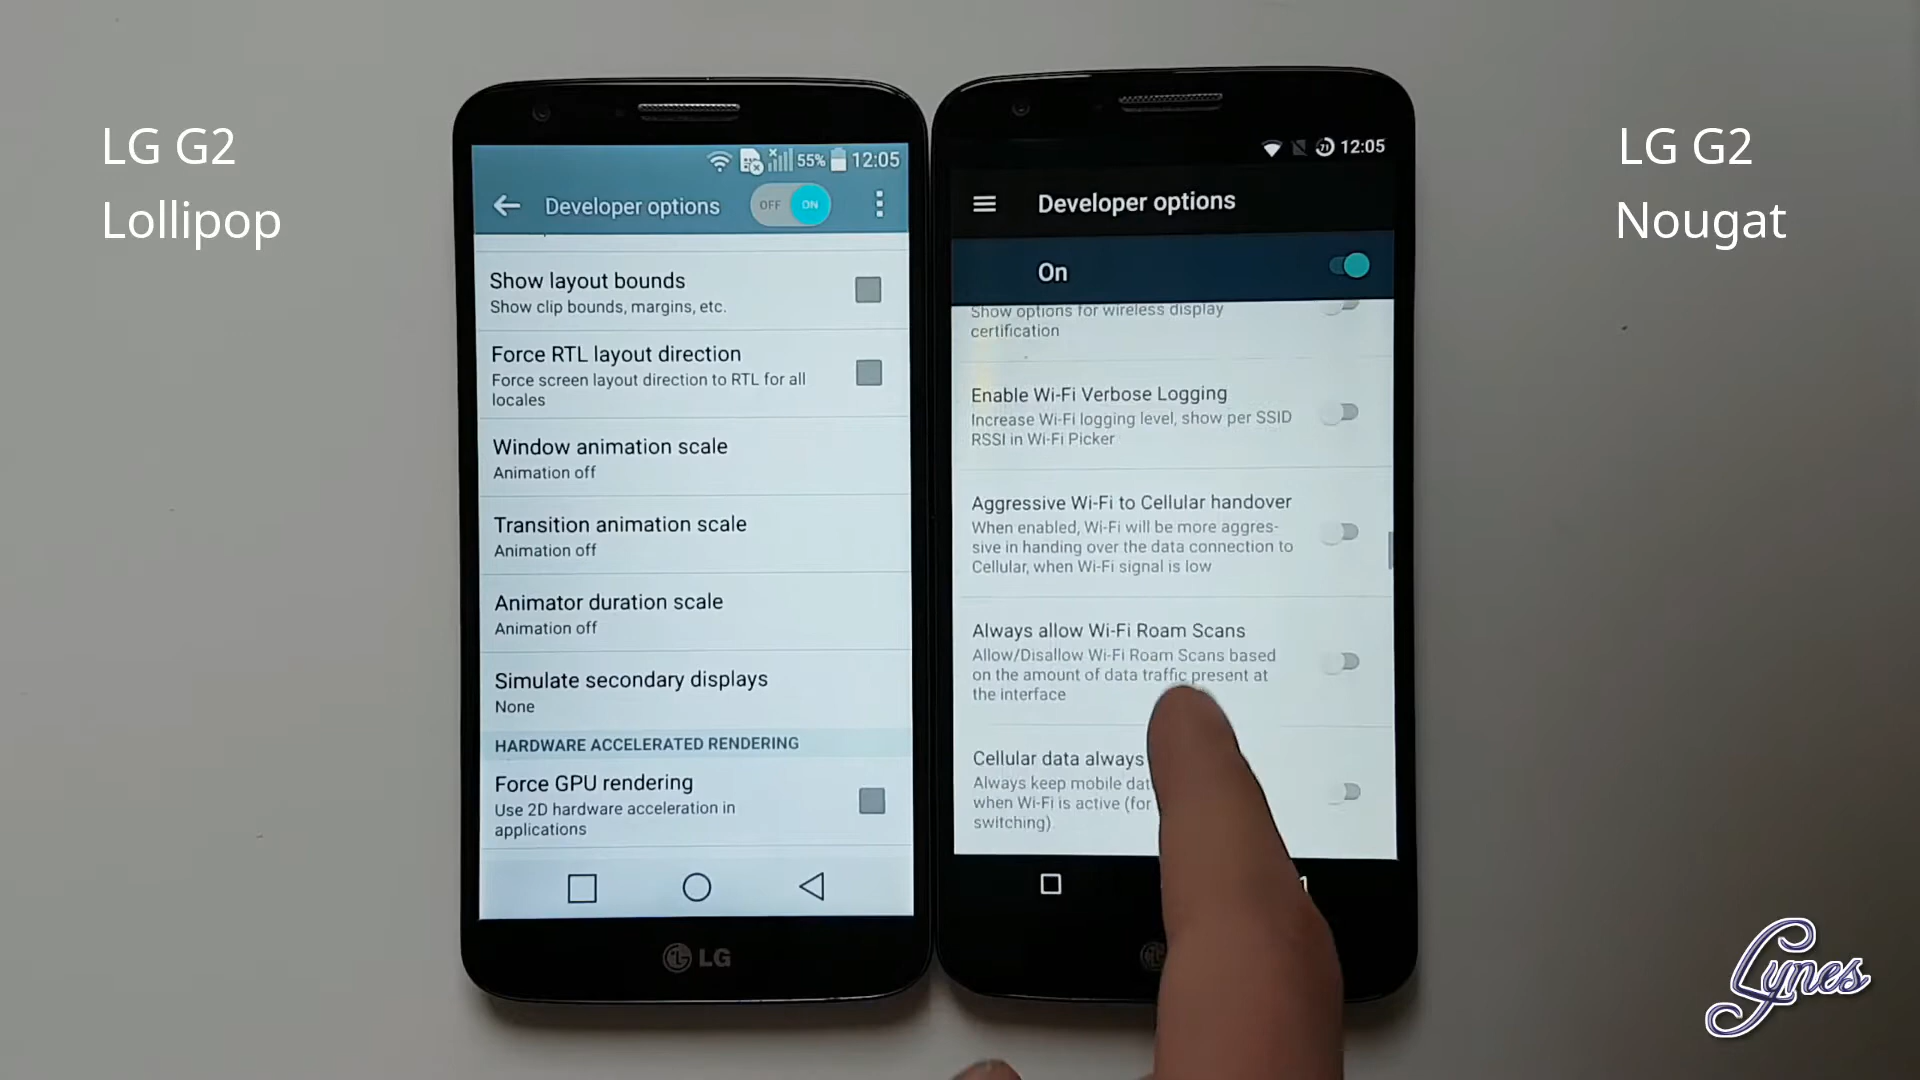 LG G2
Lollipop
55% 12:05
Developer options
OFF ON
Show layout bounds
Show clip bounds, margins, etc.
Force RTL layout direction
Force screen layout direction to RTL for all
locales
Window animation scale
Animation off
Transition animation scale
Animation off
Animator duration scale
Animation off
Simulate secondary displays
None
HARDWARE ACCELERATED RENDERING
Force GPU rendering
Use 2D hardware acceleration in
applications
LG
71 12:05
Developer options
On
Show options for wireless display
certification
Enable Wi-Fi Verbose Logging
Increase Wi-Fi logging level, show per SSID
RSSI in Wi-Fi Picker
Aggressive Wi-Fi to Cellular handover
When enabled, Wi-Fi will be more aggres-
sive in handing over the data connection to
Cellular, when Wi-Fi signal is low
Always allow Wi-Fi Roam Scans
Allow/Disallow Wi-Fi Roam Scans based
on the amount of data traffic present at
the interface
Cellular data always
Always keep mobile dat
when Wi-Fi is active (for
switching).
LG G2
Nougat
Lynes